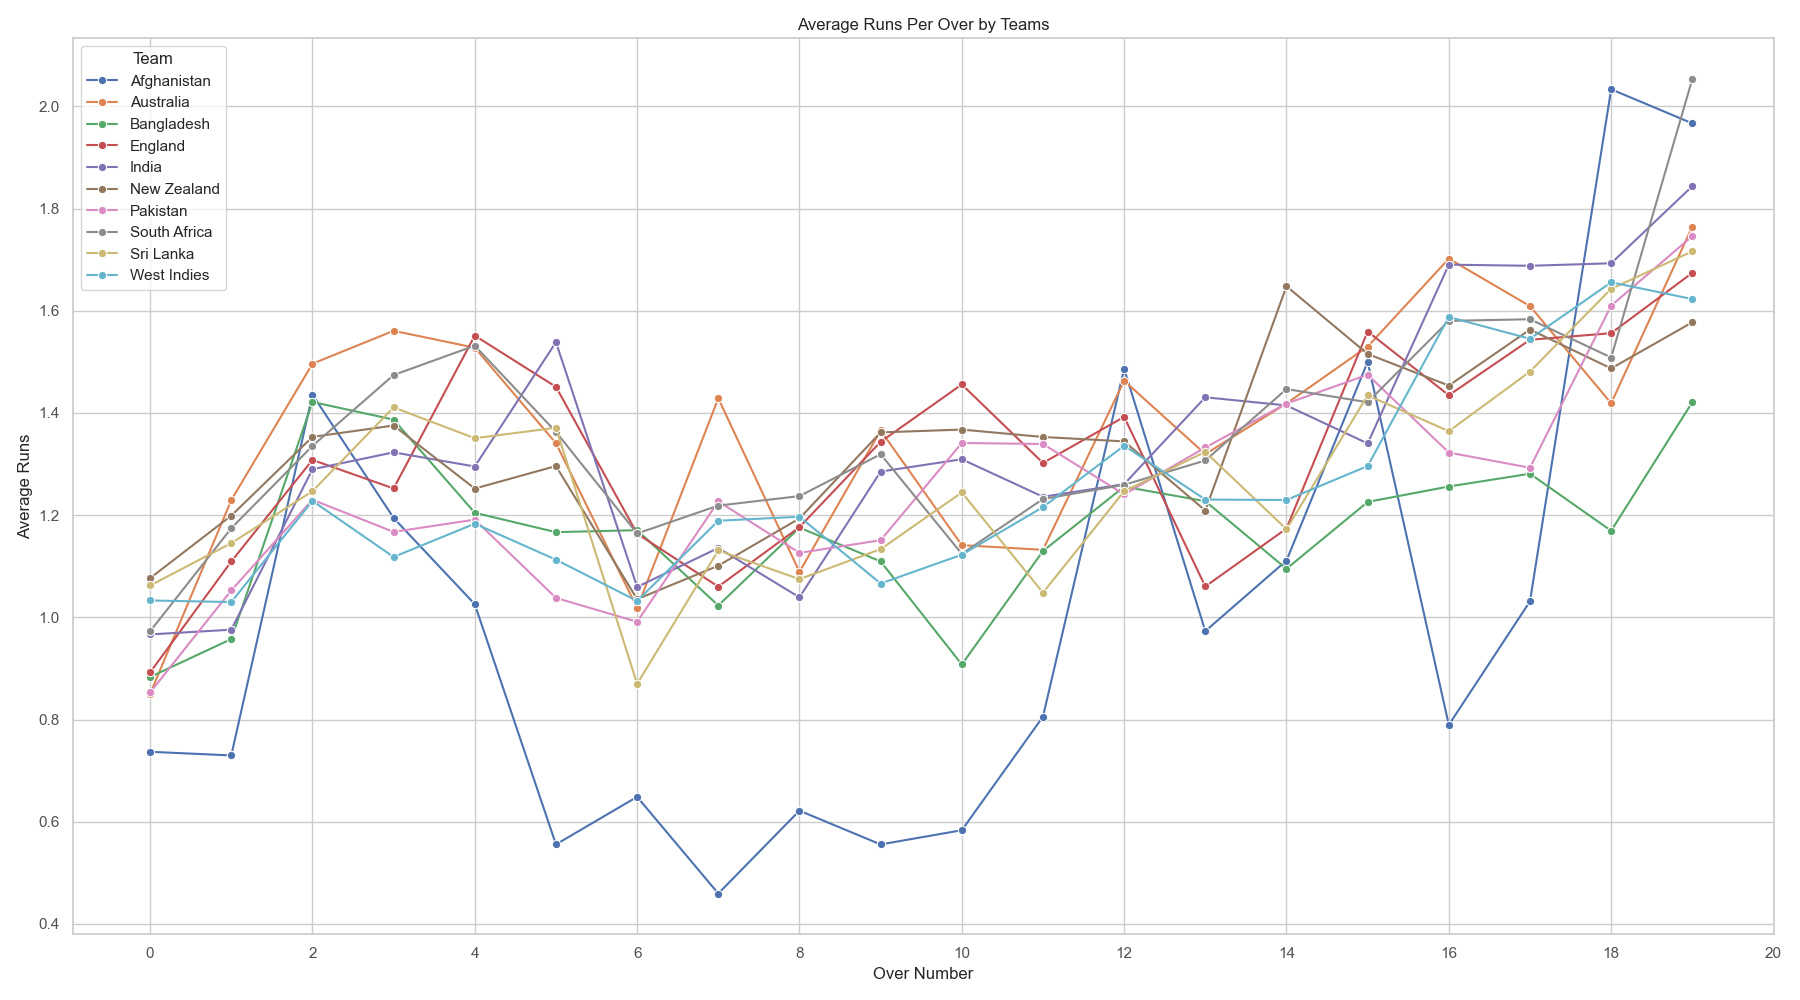 Average Runs Per Over by Teams
Team
Afghanistan
Australia
Bangladesh
England
India
New Zealand
Pakistan
South Africa
Sri Lanka
West Indies
Average Runs
2.0
1.8
1.6
1.4
1.2
1.0
0.8
0.6
0.4
0 2 4 6 8 10 12 14 16 18 20
Over Number